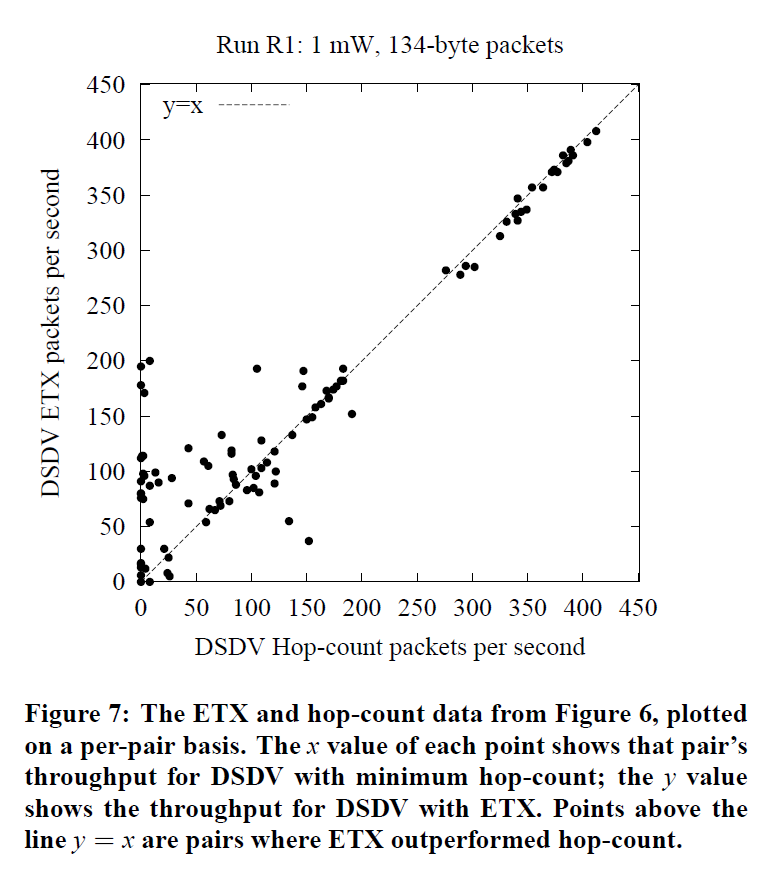 Run R1: 1 mW, 134-byte packets
450
y=x
400
350
300
250
200
150
100
50
0
DSDV ETX packets per second
0 50 100 150 200 250 300 350 400 450
DSDV Hop-count packets per second
Figure 7: The ETX and hop-count data from Figure 6, plotted
on a per-pair basis. The x value of each point shows that pair's
throughput for DSDV with minimum hop-count; the y value
shows the throughput for DSDV with ETX. Points above the
line y = x are pairs where ETX outperformed hop-count.